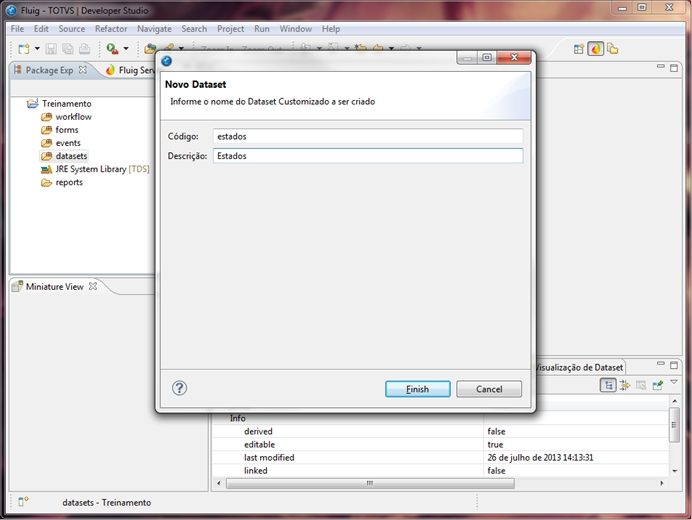 Fluig - TOTVS | Developer Studio
File Edit Source Refactor Navigate Search Project Run Window Help
Package Exp
Fluig Serv
Treinamento
workflow
forms
events
datasets
JRE System Library [TDS]
reports
Novo Dataset
Informe o nome do Dataset Customizado a ser criado
Código: estados
Descrição: Estados
Finish
Cancel
Miniature View
Visualização de Dataset
Info
derived false
editable true
last modified 26 de julho de 2013 14:13:31
linked false
datasets - Treinamento